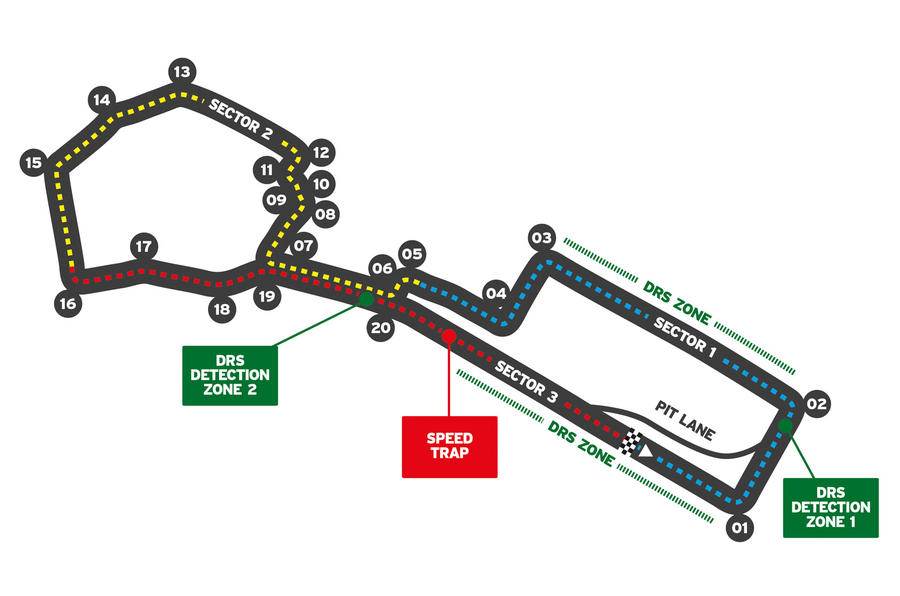 13
14
SECTOR 2
15
12
11
10
09
08
07
17
05
06
03
04
16
18
19
20
DRS ZONE
SECTOR 1
DRS
DETECTION
ZONE 2
SECTOR 3
02
PIT LANE
SPEED
TRAP
DRS ZONE
DRS
DETECTION
ZONE 1
01